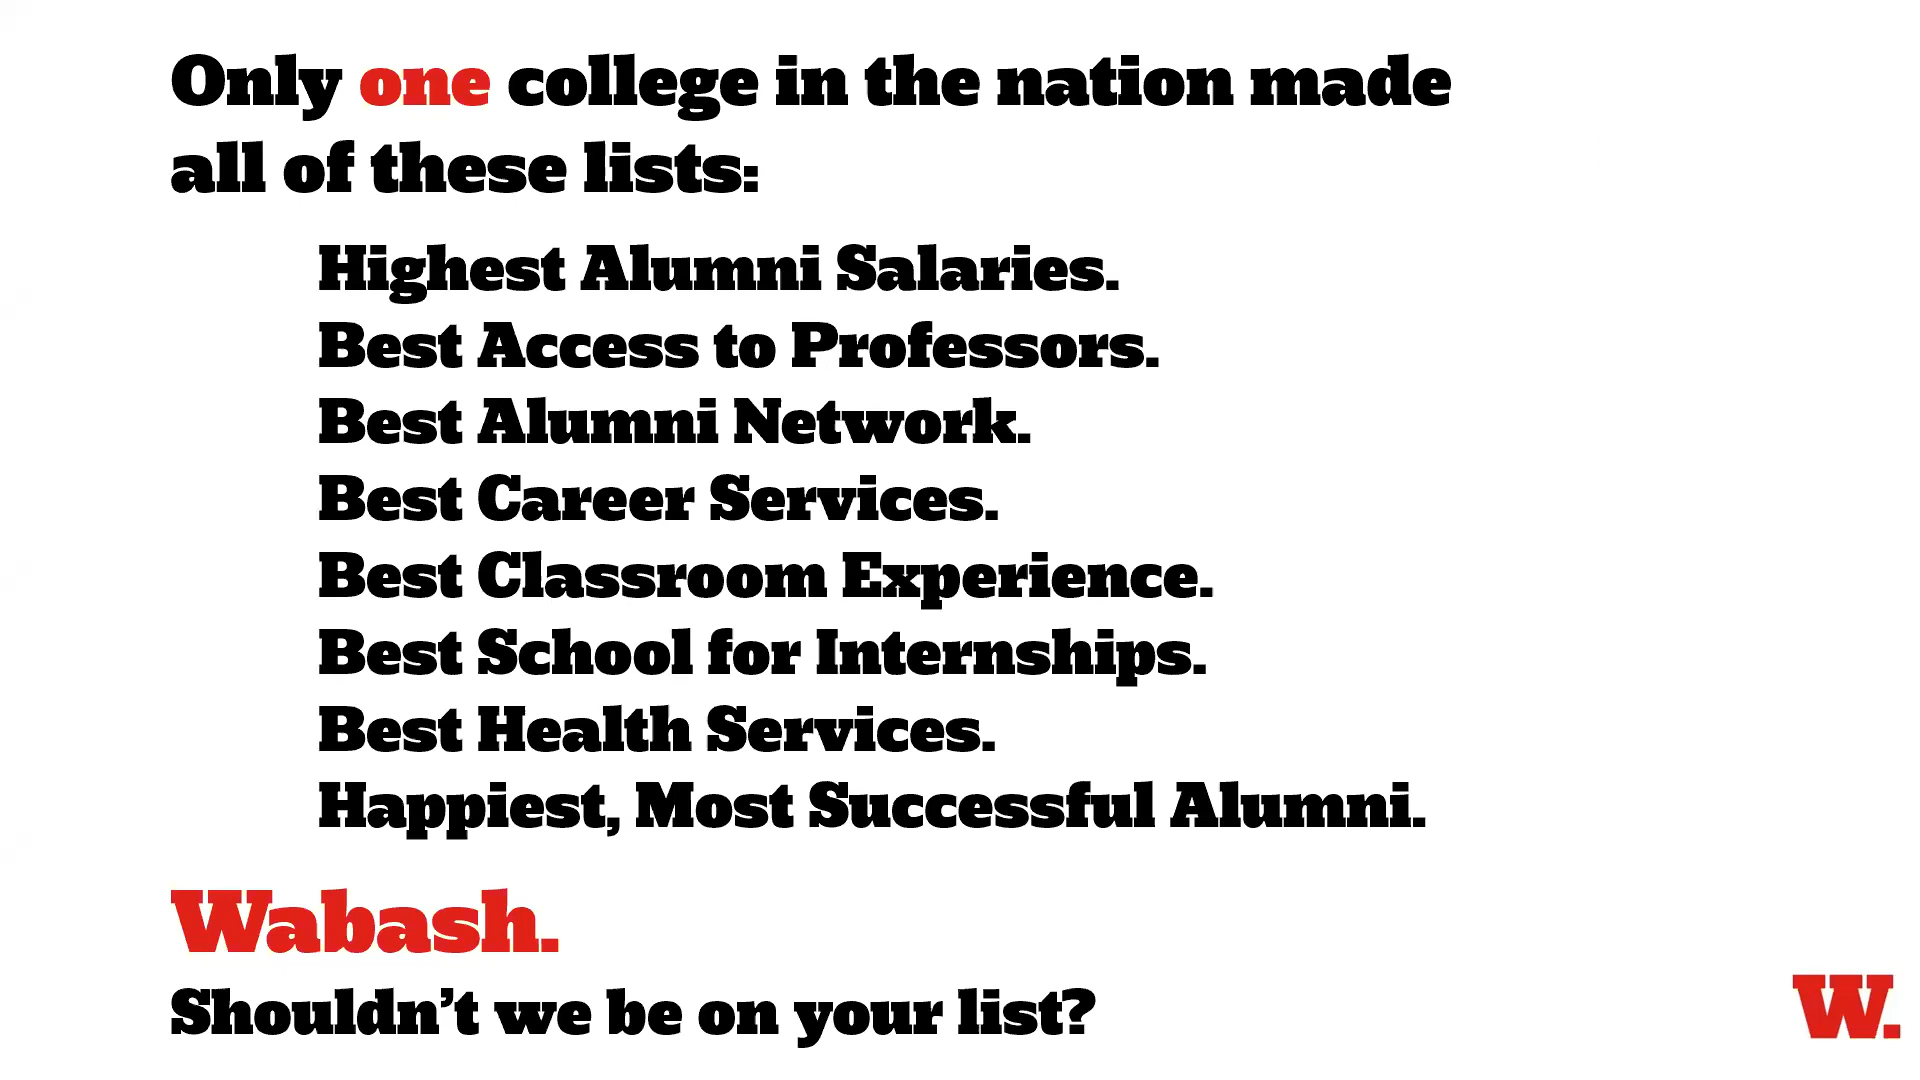 Only one college in the nation made
all of these lists:
Highest Alumni Salaries.
Best Access to Professors.
Best Alumni Network.
Best Career Services.
Best Classroom Experience.
Best School for Internships.
Best Health Services.
Happiest, Most Successful Alumni.
Wabash.
Shouldn’t we be on your list?
W.